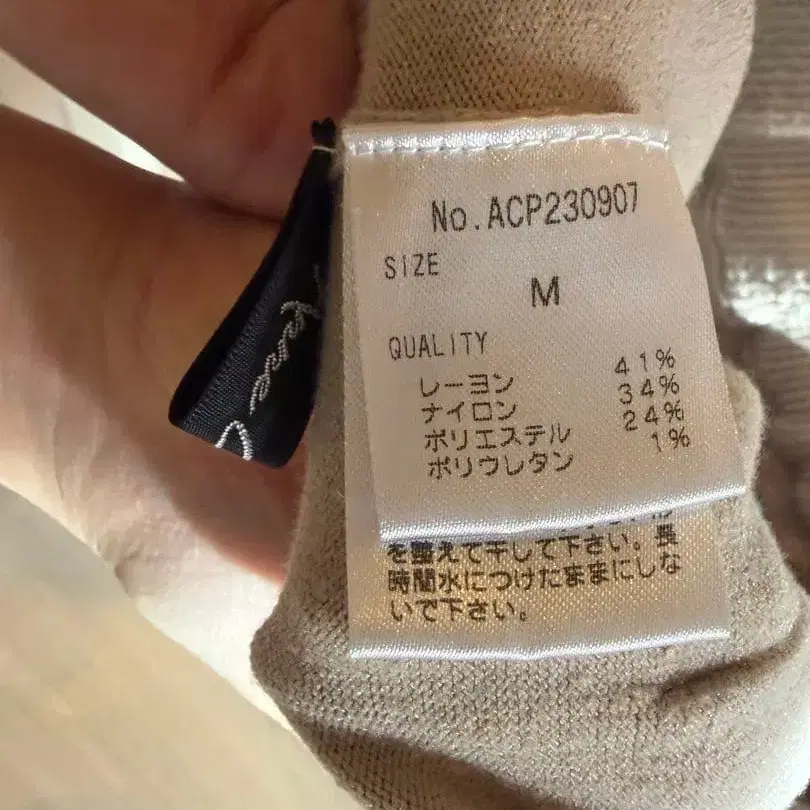 No.ACP230907
SIZE
M
QUALITY
レーヨン 41%
ナイロン 34%
ポリエステル 24%
ポリウレタン 1%
を整えて干して下さい。長
時間水につけたままにしな
いで下さい。